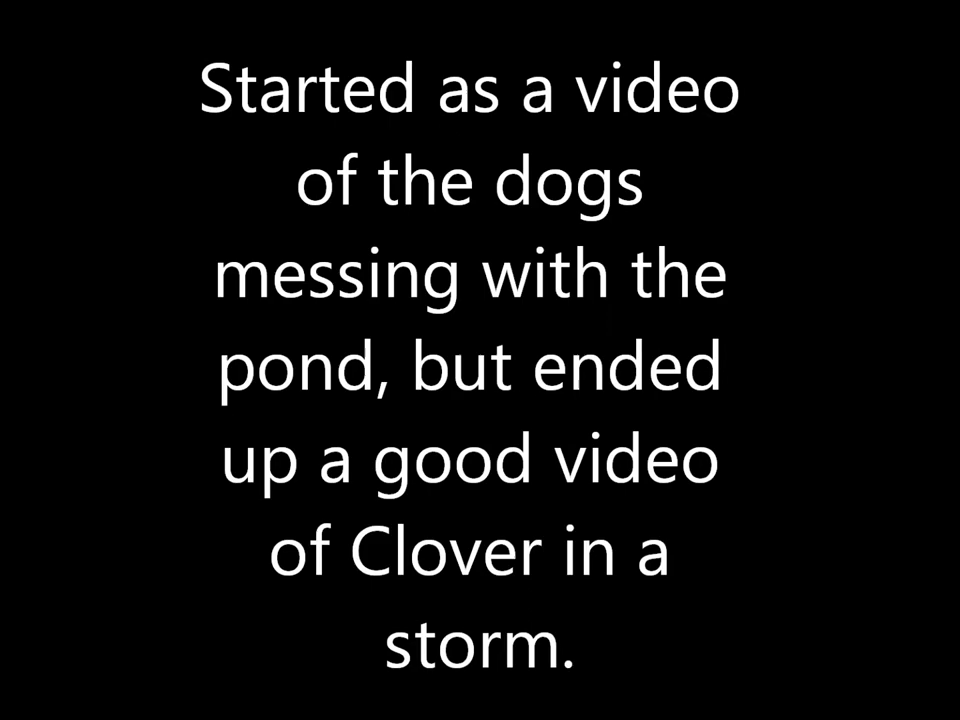 Started as a video
of the dogs
messing with the
pond, but ended
up a good video
of Clover in a
storm.